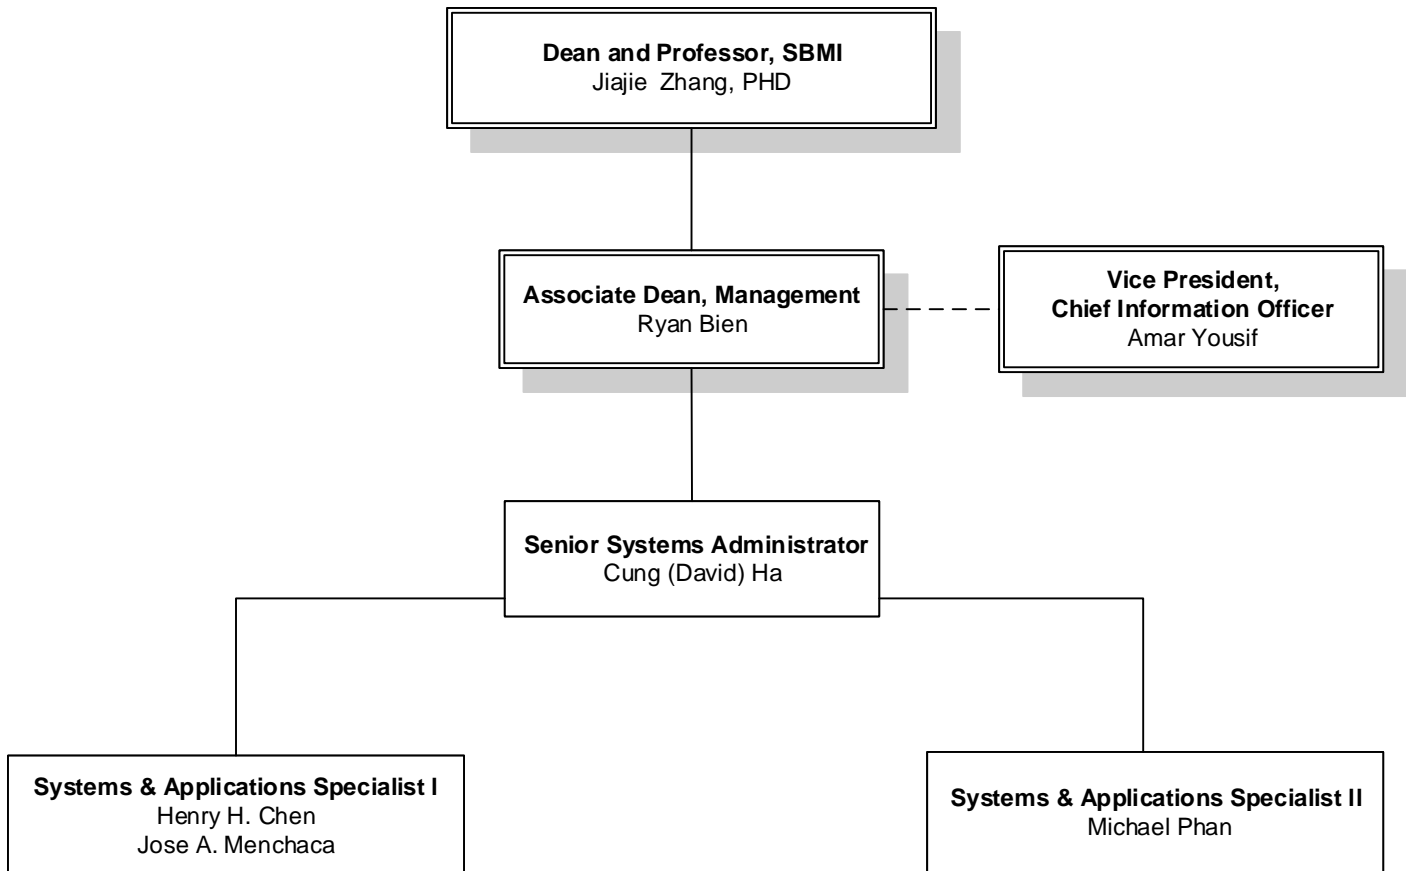 Dean and Professor, SBMI
Jiajie Zhang, PHD
Associate Dean, Management
Ryan Bien
Vice President,
Chief Information Officer
Amar Yousif
Senior Systems Administrator
Cung (David) Ha
Systems & Applications Specialist I
Henry H. Chen
Jose A. Menchaca
Systems & Applications Specialist II
Michael Phan